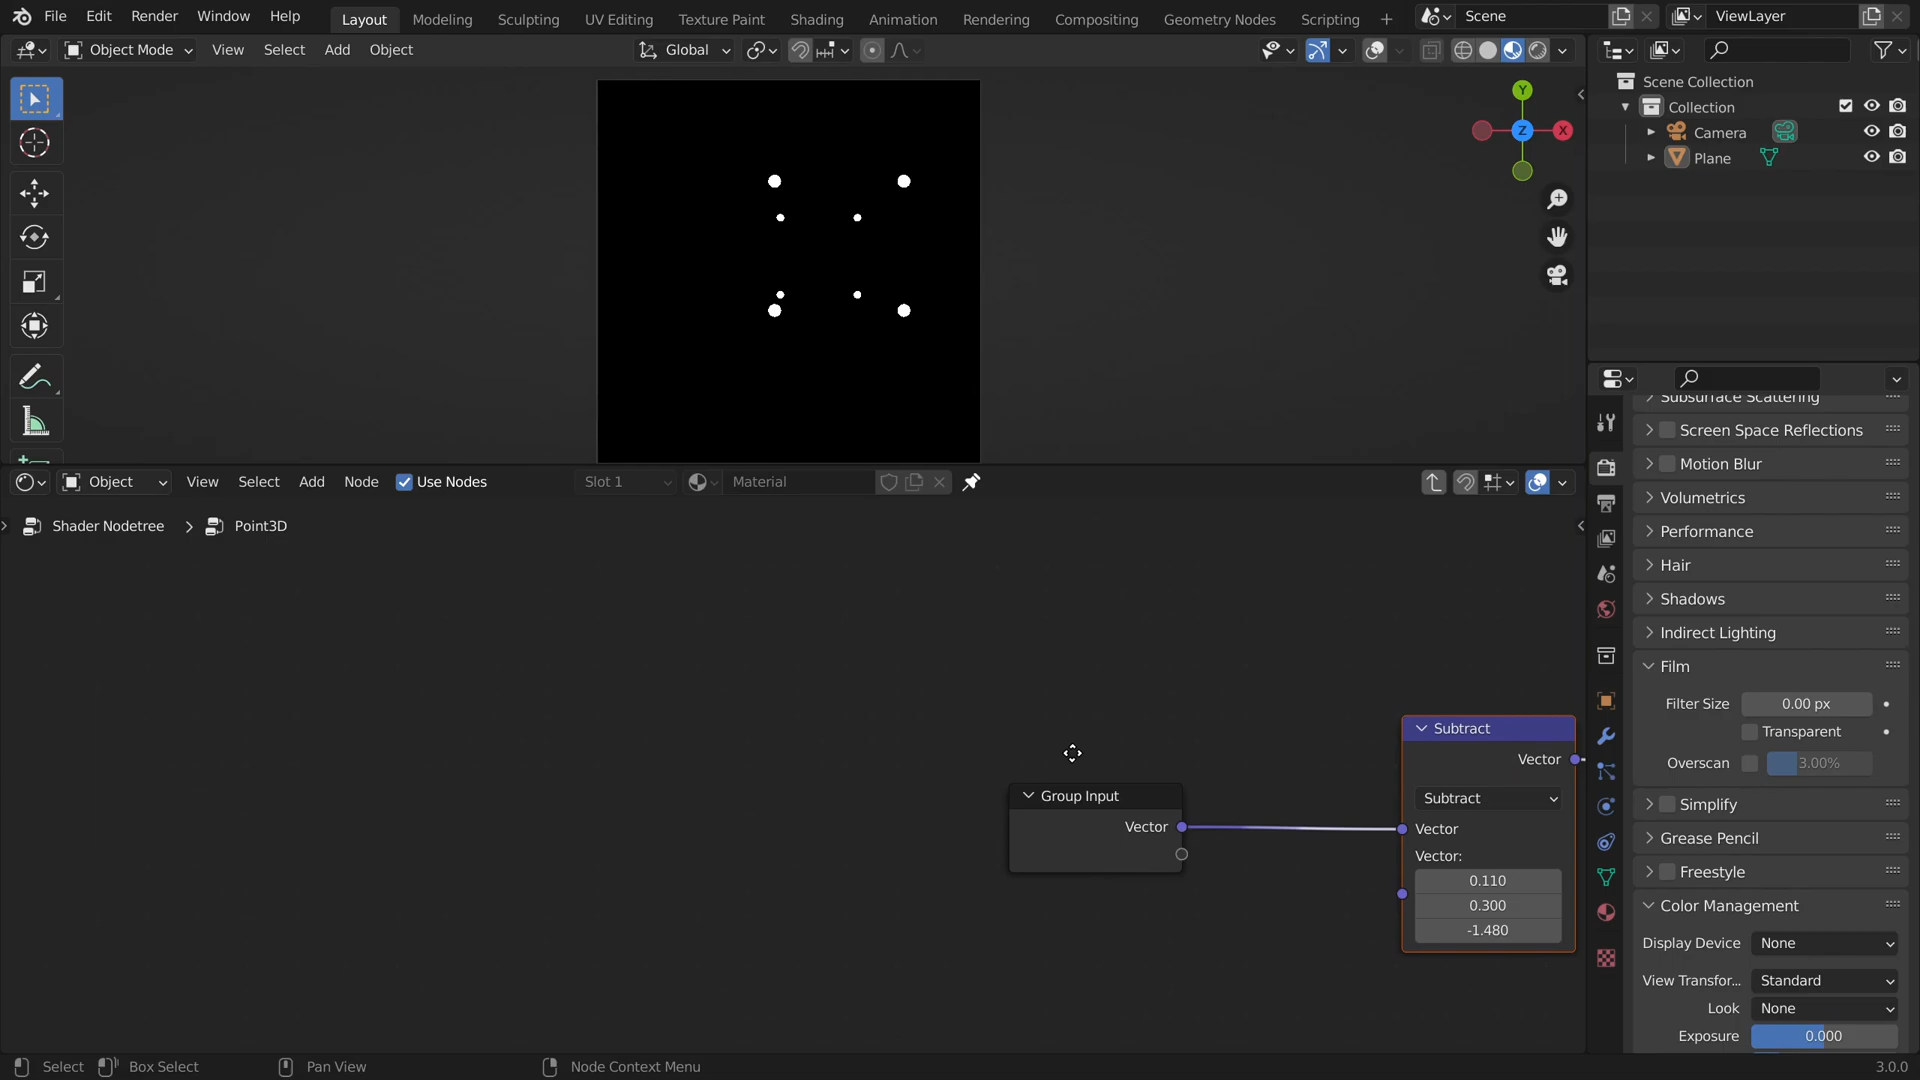 File Edit Render Window Help Layout Modeling Sculpting UV Editing Texture Paint Shading Animation Rendering Compositing Geometry Nodes Scripting + Scene ViewLayer
Object Mode View Select Add Object Global
Scene Collection
Collection
Camera
Plane
Y
Z X
Object View Select Add Node Use Nodes Slot 1 Material
Shader Nodetree > Point3D
Group Input
Vector
Subtract
Vector
Subtract
Vector
Vector:
0.110
0.300
-1.480
Subsurface Scattering
Screen Space Reflections
Motion Blur
Volumetrics
Performance
Hair
Shadows
Indirect Lighting
Film
Filter Size 0.00 px
Transparent
Overscan 3.00%
Simplify
Grease Pencil
Freestyle
Color Management
Display Device None
View Transfor... Standard
Look None
Exposure 0.000
Select Box Select Pan View Node Context Menu 3.0.0